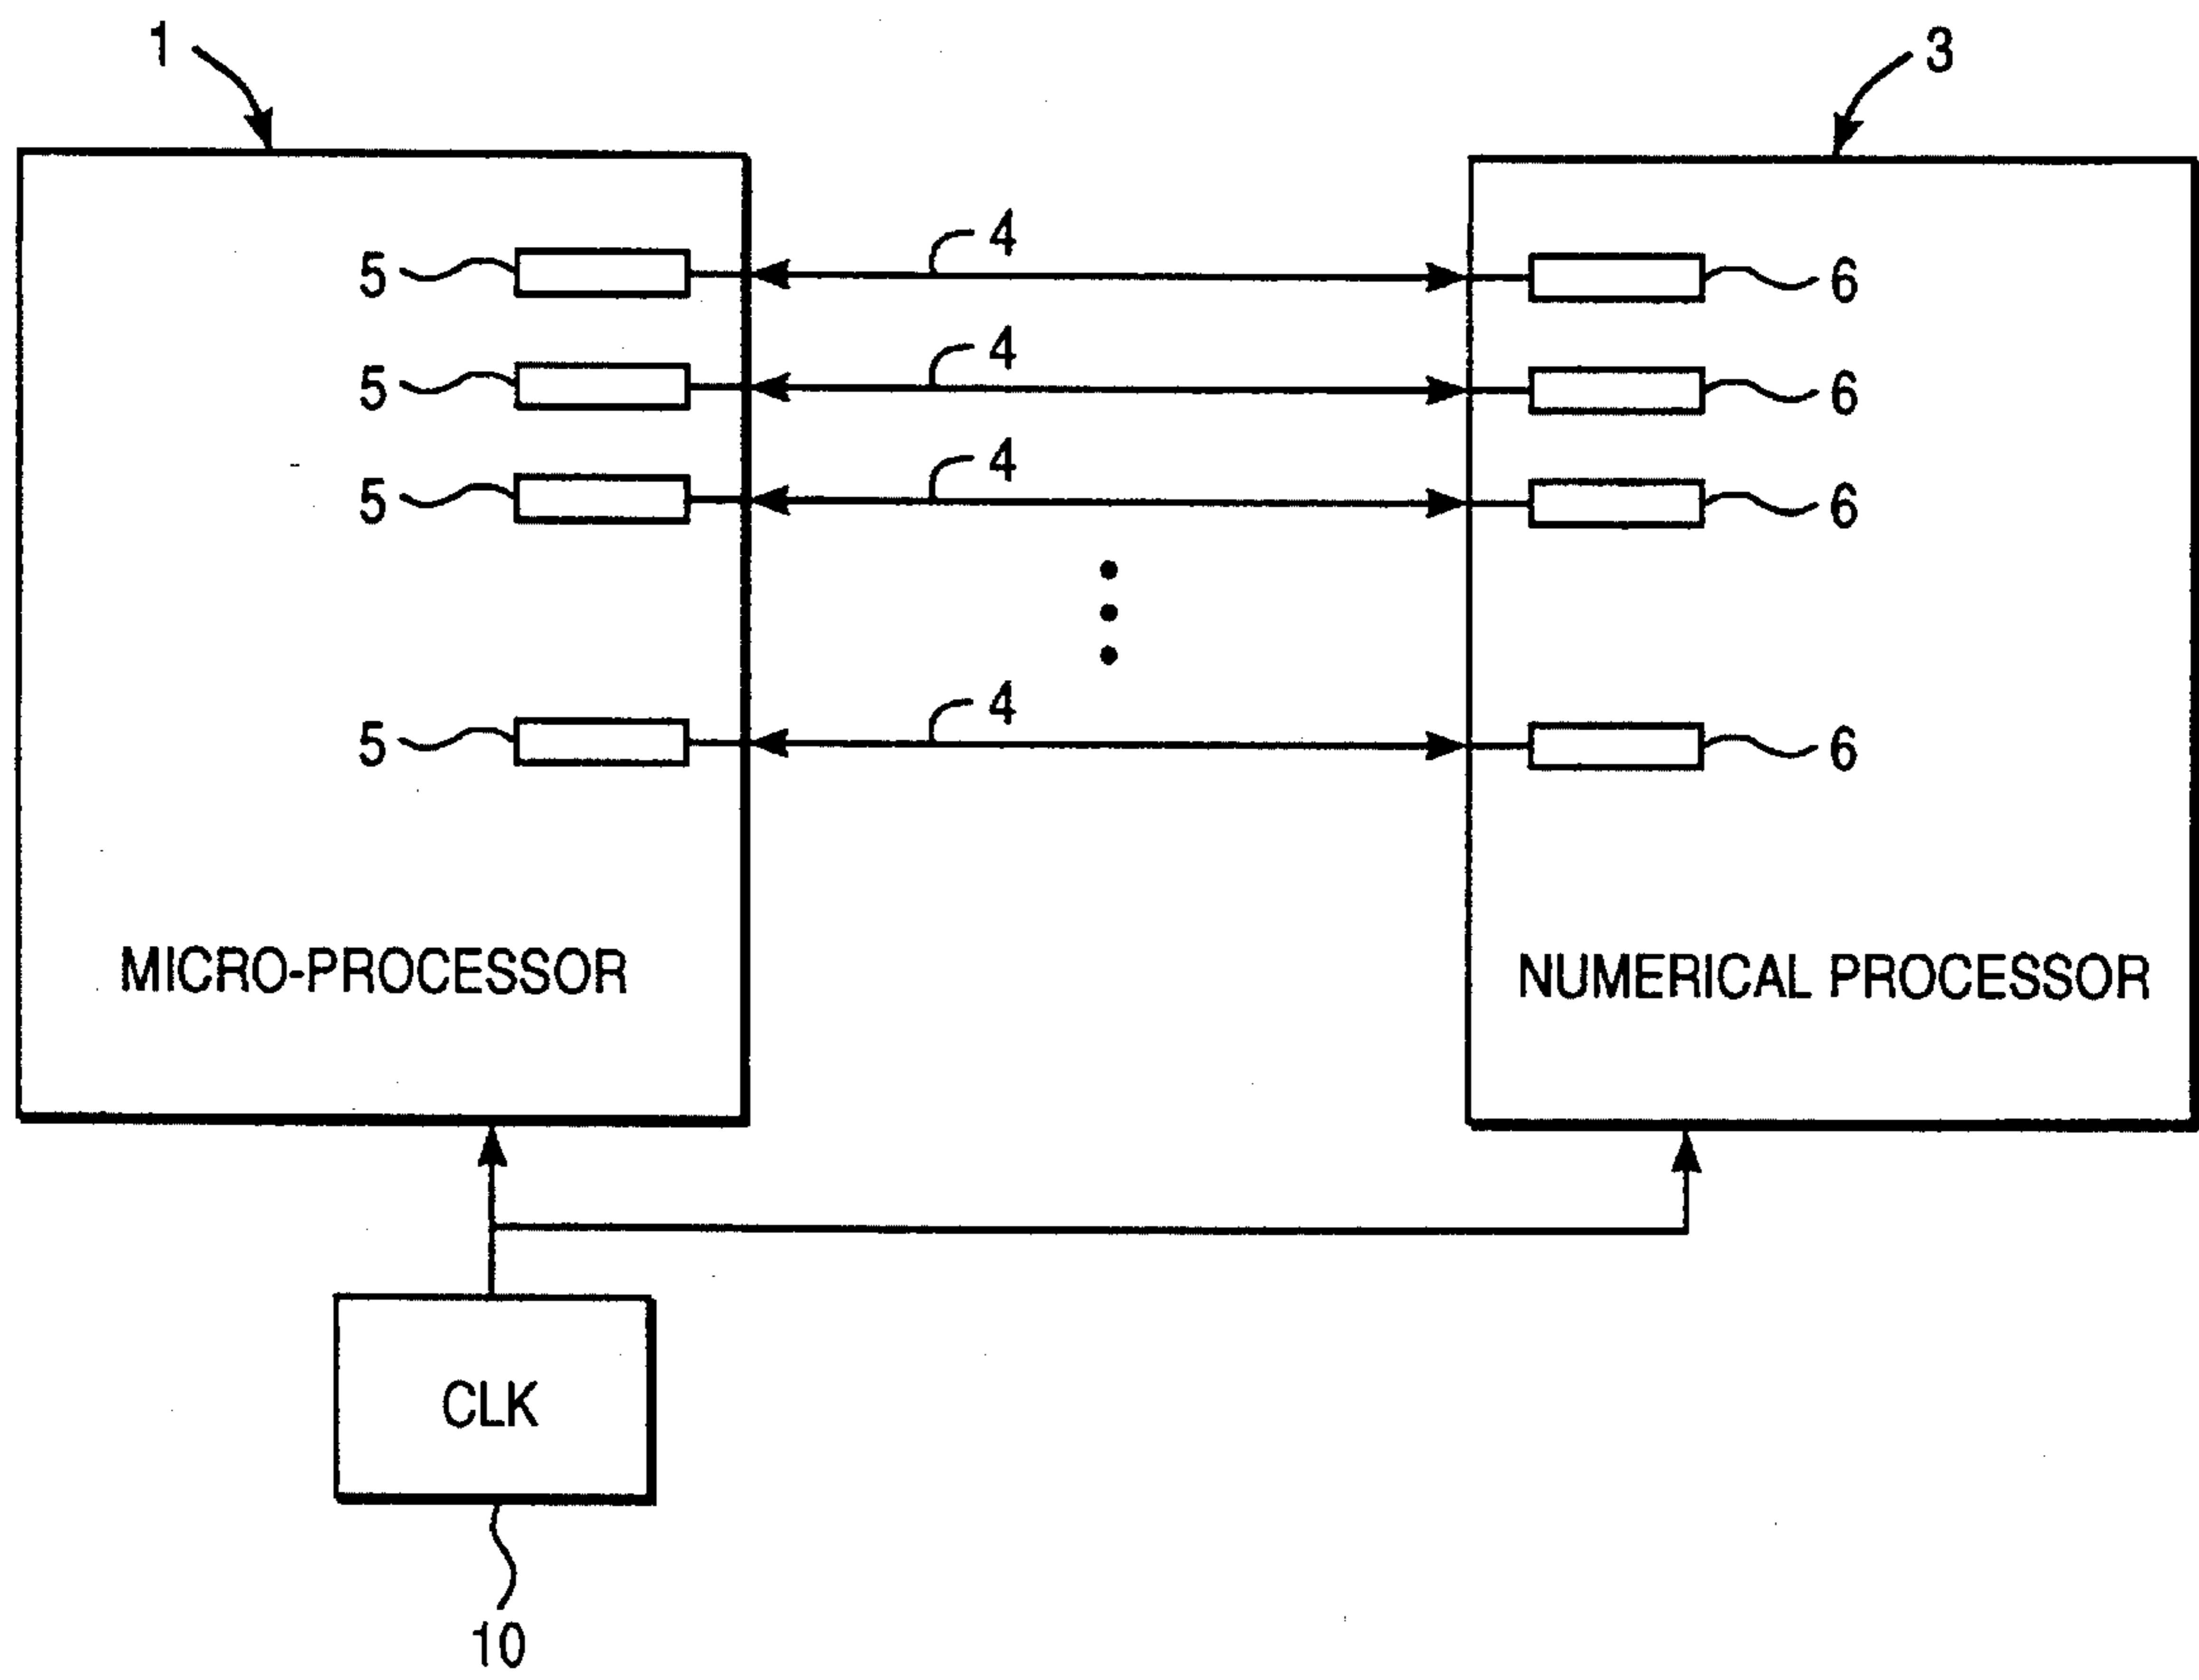 1
3
5 4 6
5 4 6
5 4 6
5 4 6
MICRO-PROCESSOR
NUMERICAL PROCESSOR
CLK
10